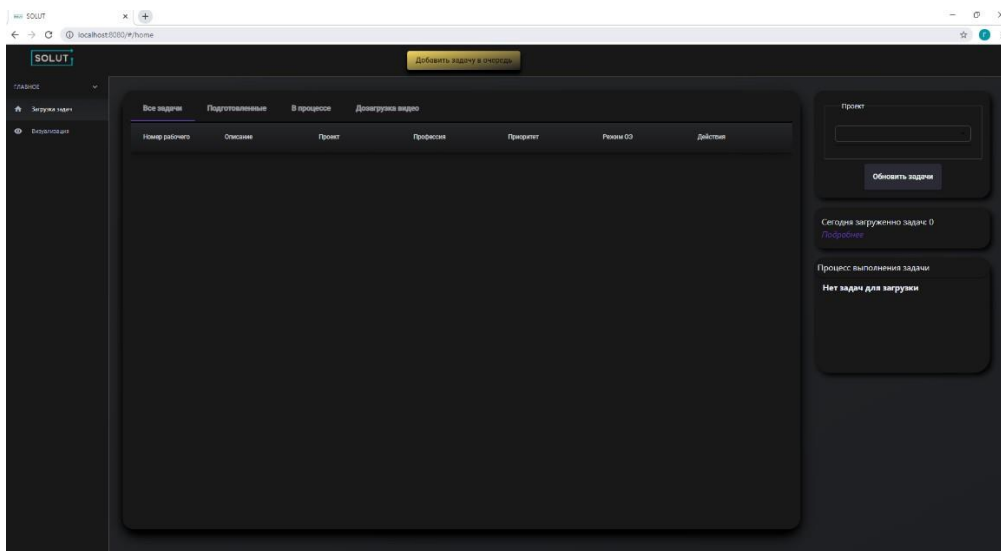 SOLUT
localhost:8080/#/home
SOLUT
Добавить задачу в очередь
ГЛАВНОЕ
Загрузка задач
Визуализация
Все задачи Подготовленные В процессе Дозагрузка видео
Номер рабочего Описание Проект Профессия Приоритет Режим ОЭ Действия
Проект
Обновить задачи
Сегодня загруженно задач: 0
Подробнее
Процесс выполнения задачи
Нет задач для загрузки